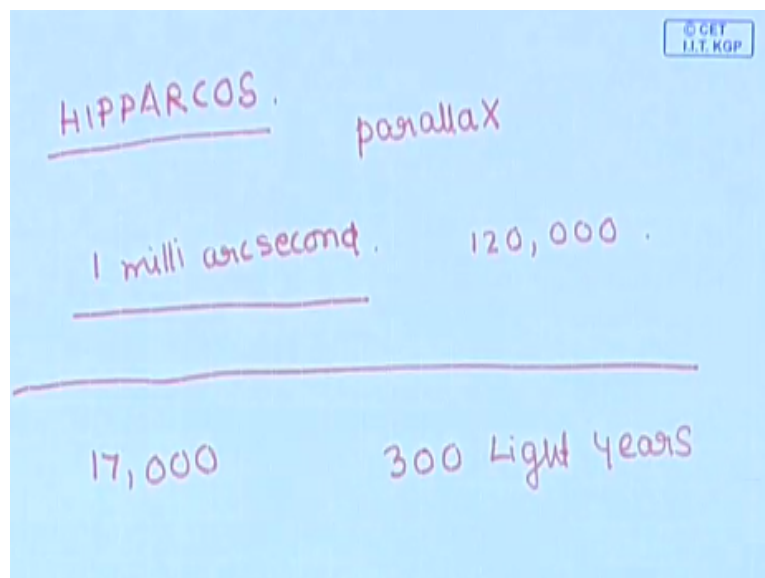 © CET
I.I.T. KGP
HIPPARCOS.
parallax
1 milli arcsecond.
120,000.
17,000
300 Light Years